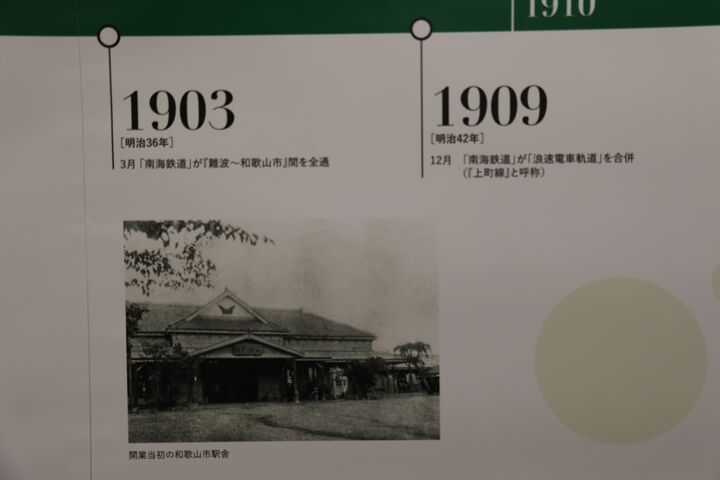 1910
1903
[明治36年]
3月 「南海鉄道」が『難波～和歌山市』間を全通
1909
[明治42年]
12月 「南海鉄道」が「浪速電車軌道」を合併
(『上町線』と呼称)
開業当初の和歌山市駅舎